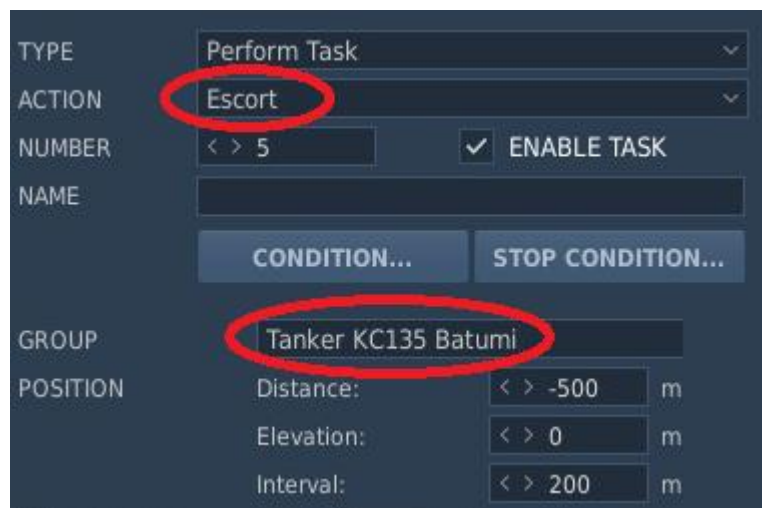 TYPE Perform Task
ACTION Escort
NUMBER < > 5 ENABLE TASK
NAME
CONDITION... STOP CONDITION...
GROUP Tanker KC135 Batumi
POSITION Distance: < > -500 m
Elevation: < > 0 m
Interval: < > 200 m